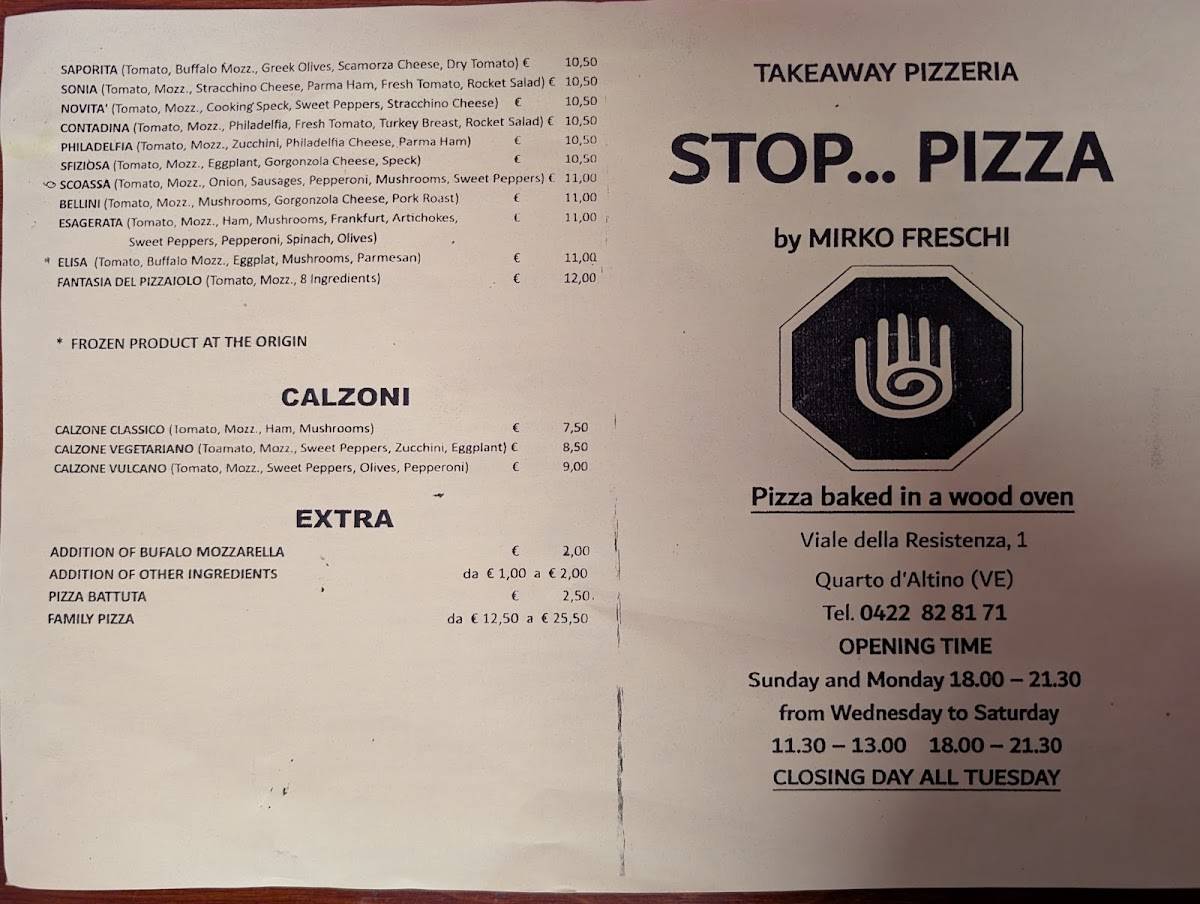 SAPORITA (Tomato, Buffalo Mozz., Greek Olives, Scamorza Cheese, Dry Tomato) € 10,50
SONIA (Tomato, Mozz., Stracchino Cheese, Parma Ham, Fresh Tomato, Rocket Salad) € 10,50
NOVITA' (Tomato, Mozz., Cooking Speck, Sweet Peppers, Stracchino Cheese) € 10,50
CONTADINA (Tomato, Mozz., Philadelfia, Fresh Tomato, Turkey Breast, Rocket Salad) € 10,50
PHILADELFIA (Tomato, Mozz., Zucchini, Philadelfia Cheese, Parma Ham) € 10,50
SFIZIOSA (Tomato, Mozz., Eggplant, Gorgonzola Cheese, Speck) € 10,50
SCOASSA (Tomato, Mozz., Onion, Sausages, Pepperoni, Mushrooms, Sweet Peppers) € 11,00
BELLINI (Tomato, Mozz., Mushrooms, Gorgonzola Cheese, Pork Roast) € 11,00
ESAGERATA (Tomato, Mozz., Ham, Mushrooms, Frankfurt, Artichokes, € 11,00
Sweet Peppers, Pepperoni, Spinach, Olives)
* ELISA (Tomato, Buffalo Mozz., Eggplat, Mushrooms, Parmesan) € 11,00
FANTASIA DEL PIZZAIOLO (Tomato, Mozz., 8 Ingredients) € 12,00
* FROZEN PRODUCT AT THE ORIGIN
CALZONI
CALZONE CLASSICO (Tomato, Mozz., Ham, Mushrooms) € 7,50
CALZONE VEGETARIANO (Toamato, Mozz., Sweet Peppers, Zucchini, Eggplant) € 8,50
CALZONE VULCANO (Tomato, Mozz., Sweet Peppers, Olives, Pepperoni) € 9,00
EXTRA
ADDITION OF BUFALO MOZZARELLA € 2,00
ADDITION OF OTHER INGREDIENTS da € 1,00 a € 2,00
PIZZA BATTUTA € 2,50
FAMILY PIZZA da € 12,50 a € 25,50
TAKEAWAY PIZZERIA
STOP... PIZZA
by MIRKO FRESCHI
Pizza baked in a wood oven
Viale della Resistenza, 1
Quarto d'Altino (VE)
Tel. 0422 82 81 71
OPENING TIME
Sunday and Monday 18.00 – 21.30
from Wednesday to Saturday
11.30 – 13.00 18.00 – 21.30
CLOSING DAY ALL TUESDAY